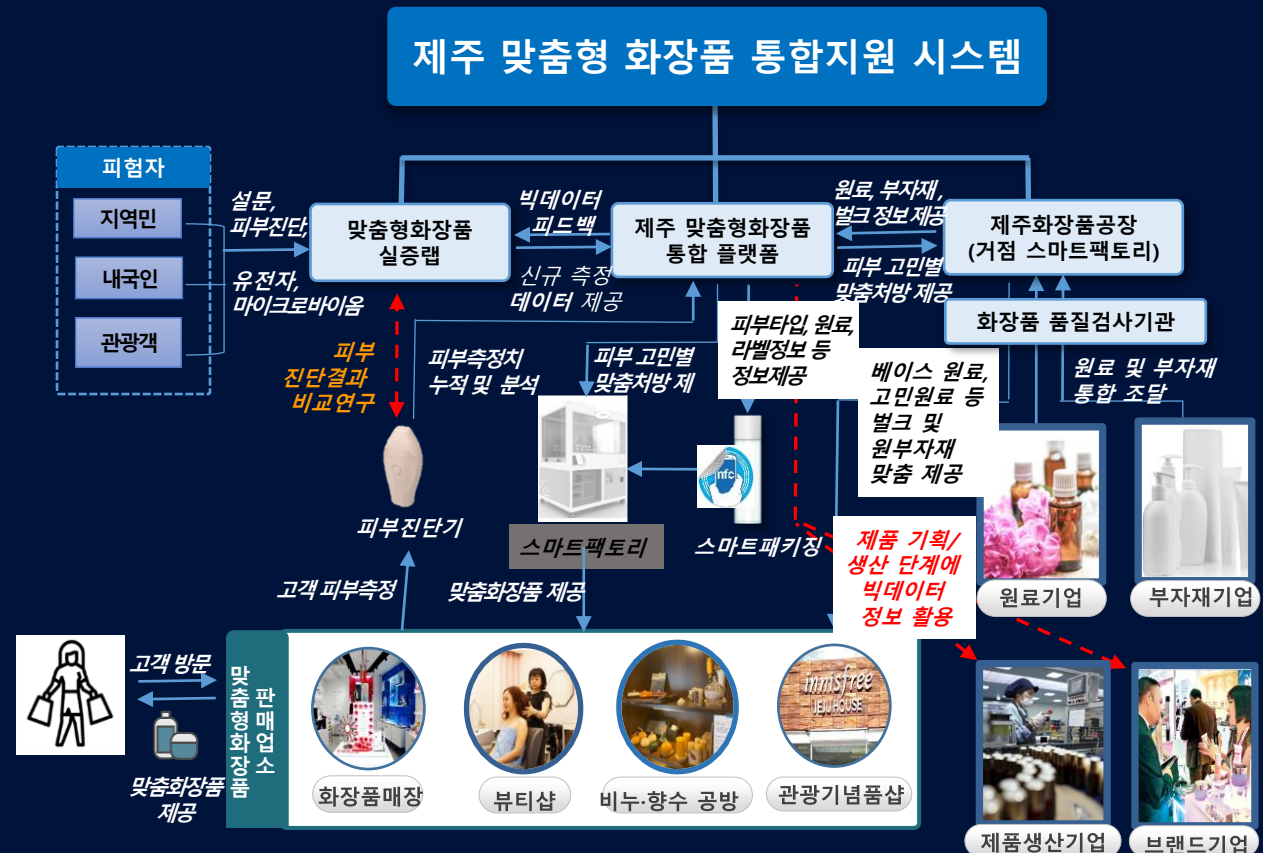 제주 맞춤형 화장품 통합지원 시스템
피험자
지역민
내국인
관광객
설문,
피부진단,
유전자,
마이크로바이옴
맞춤형화장품
실증랩
빅데이터
피드백
신규 측정
데이터 제공
제주 맞춤형화장품
통합 플랫폼
원료, 부자재,
벌크 정보 제공
피부 고민별
맞춤처방 제공
제주화장품공장
(거점 스마트팩토리)
화장품 품질검사기관
피부
진단결과
비교연구
피부측정치
누적 및 분석
피부 고민별
맞춤처방 제
피부타입, 원료,
라벨정보 등
정보제공
베이스 원료,
고민원료 등
벌크 및
원부자재
맞춤 제공
원료 및 부자재
통합 조달
nfc
피부진단기
스마트팩토리
스마트패키징
제품 기획/
생산 단계에
빅데이터
정보 활용
원료기업
부자재기업
고객 피부측정
맞춤화장품 제공
고객 방문
맞춤화장품
제공
맞춤형화장품
판매업소
innisfree
JEJU HOUSE
화장품매장
뷰티샵
비누·향수 공방
관광기념품샵
제품생산기업
브랜드기업